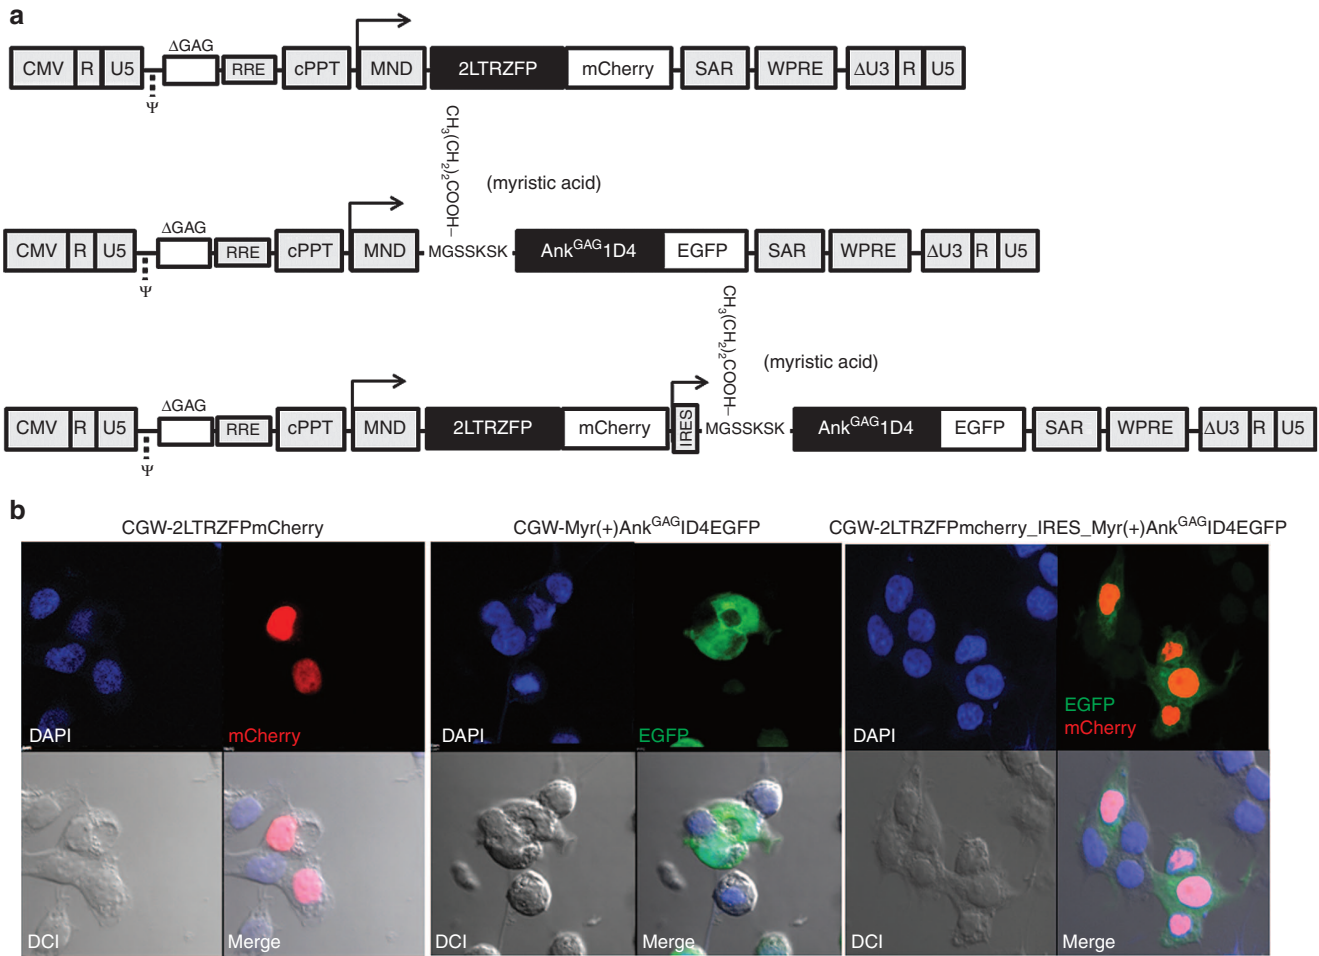 a
ΔGAG
CMV R U5 RRE cPPT MND 2LTRZFP mCherry SAR WPRE ΔU3 R U5
Ψ
CH3(CH2)2COOH–
(myristic acid)
ΔGAG
CMV R U5 RRE cPPT MND MGSSKSK AnkGAG1D4 EGFP SAR WPRE ΔU3 R U5
Ψ
CH3(CH2)2COOH–
(myristic acid)
ΔGAG
CMV R U5 RRE cPPT MND 2LTRZFP mCherry IRES MGSSKSK AnkGAG1D4 EGFP SAR WPRE ΔU3 R U5
Ψ
b
CGW-2LTRZFPmCherry CGW-Myr(+)AnkGAGID4EGFP CGW-2LTRZFPmcherry_IRES_Myr(+)AnkGAGID4EGFP
EGFP
DAPI mCherry DAPI EGFP DAPI mCherry
DCI Merge DCI Merge DCI Merge